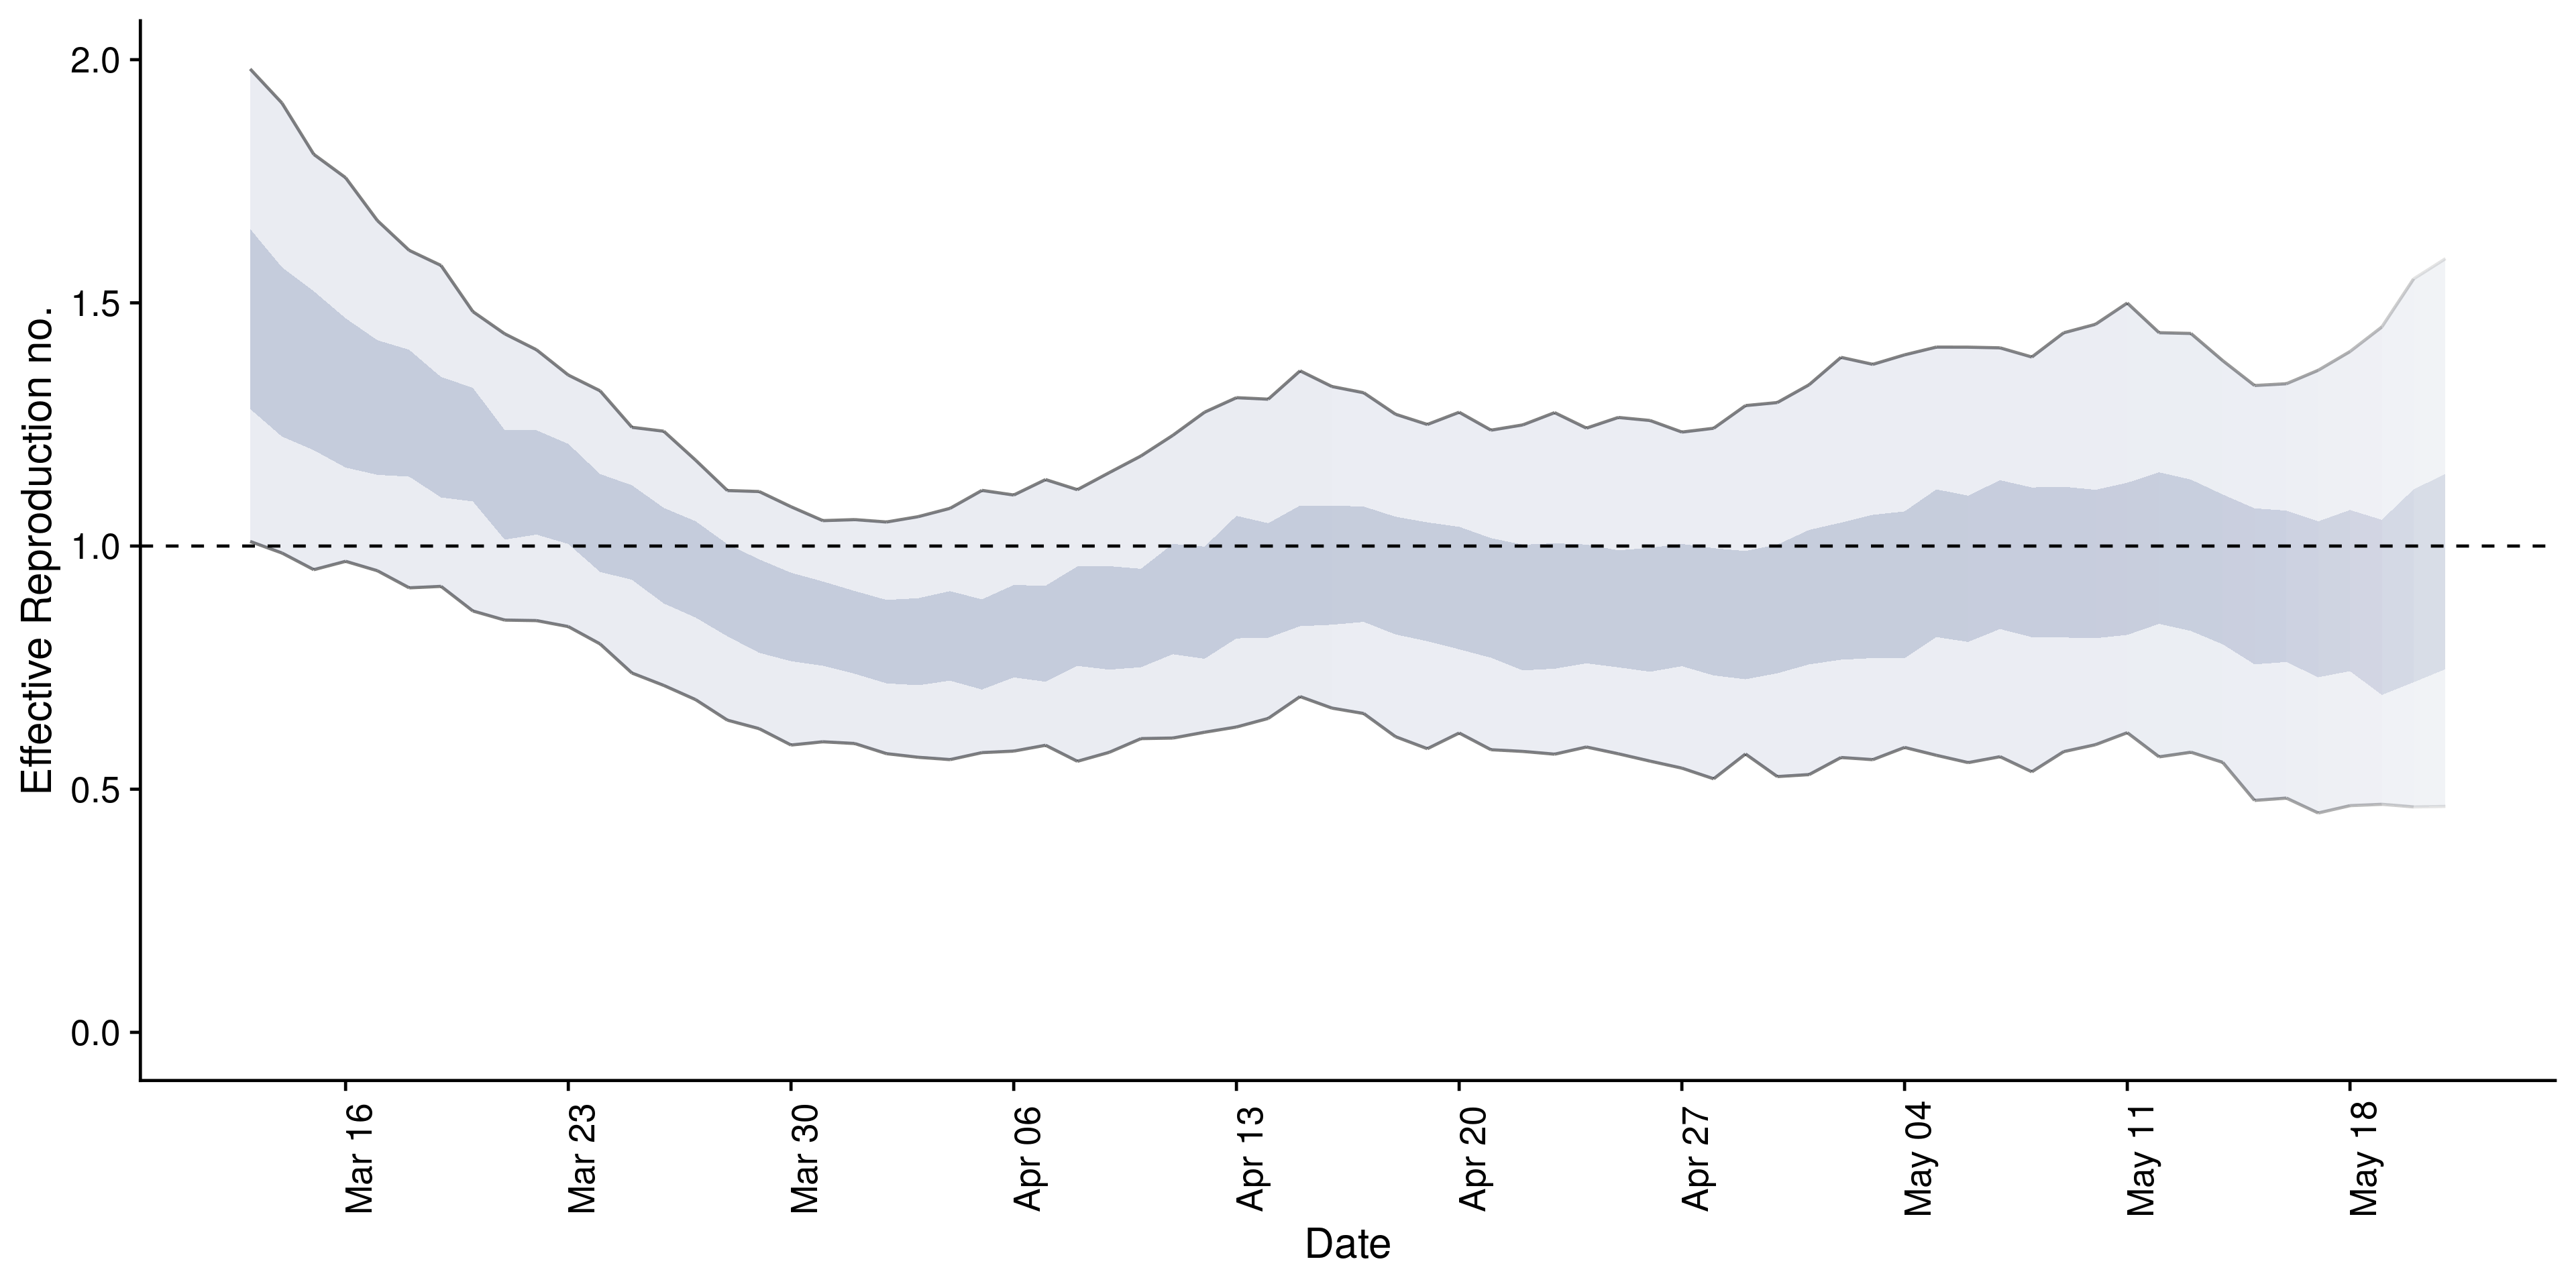 Effective Reproduction no.
2.0
1.5
1.0
0.5
0.0
Mar 16
Mar 23
Mar 30
Apr 06
Apr 13
Apr 20
Apr 27
May 04
May 11
May 18
Date